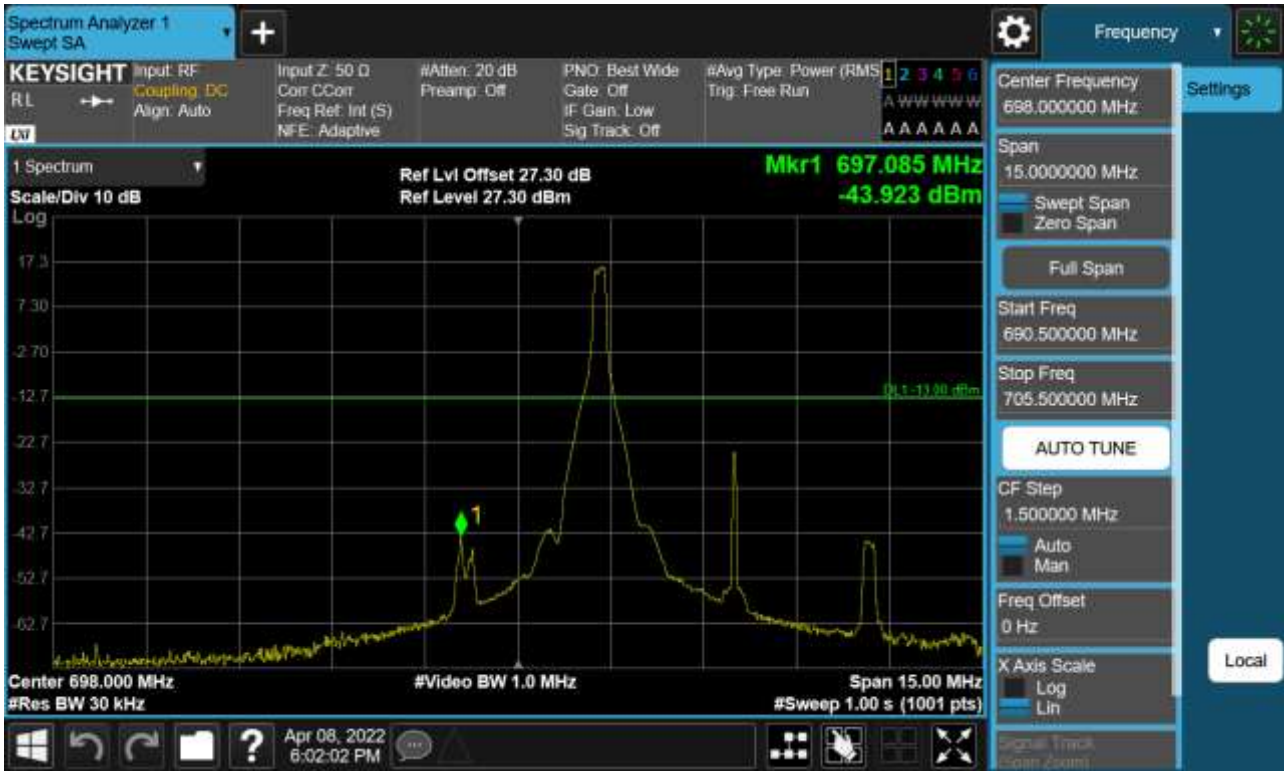 Spectrum Analyzer 1
Swept SA
+
Frequency
KEYSIGHT
RL
LXI
Input: RF
Coupling: DC
Align: Auto
Input Z: 50 Ω
Corr CCorr
Freq Ref: Int (S)
NFE: Adaptive
#Atten: 20 dB
Preamp: Off
PNO: Best Wide
Gate: Off
IF Gain: Low
Sig Track: Off
#Avg Type: Power (RMS
Trig: Free Run
1 2 3 4 5 6
A W W W W W
A A A A A A
Center Frequency
698.000000 MHz
Settings
Span
15.0000000 MHz
Swept Span
Zero Span
Full Span
Start Freq
690.500000 MHz
Stop Freq
705.500000 MHz
AUTO TUNE
CF Step
1.500000 MHz
Auto
Man
Freq Offset
0 Hz
X Axis Scale
Log
Lin
Signal Track
(Span Zoom)
Local
1 Spectrum
Ref Lvl Offset 27.30 dB
Mkr1 697.085 MHz
Scale/Div 10 dB
Ref Level 27.30 dBm
-43.923 dBm
Log
17.3
7.30
-2.70
-12.7
DL1 -13.00 dBm
-22.7
-32.7
1
-42.7
-52.7
-62.7
Center 698.000 MHz
#Video BW 1.0 MHz
Span 15.00 MHz
#Res BW 30 kHz
#Sweep 1.00 s (1001 pts)
?
Apr 08, 2022
6:02:02 PM